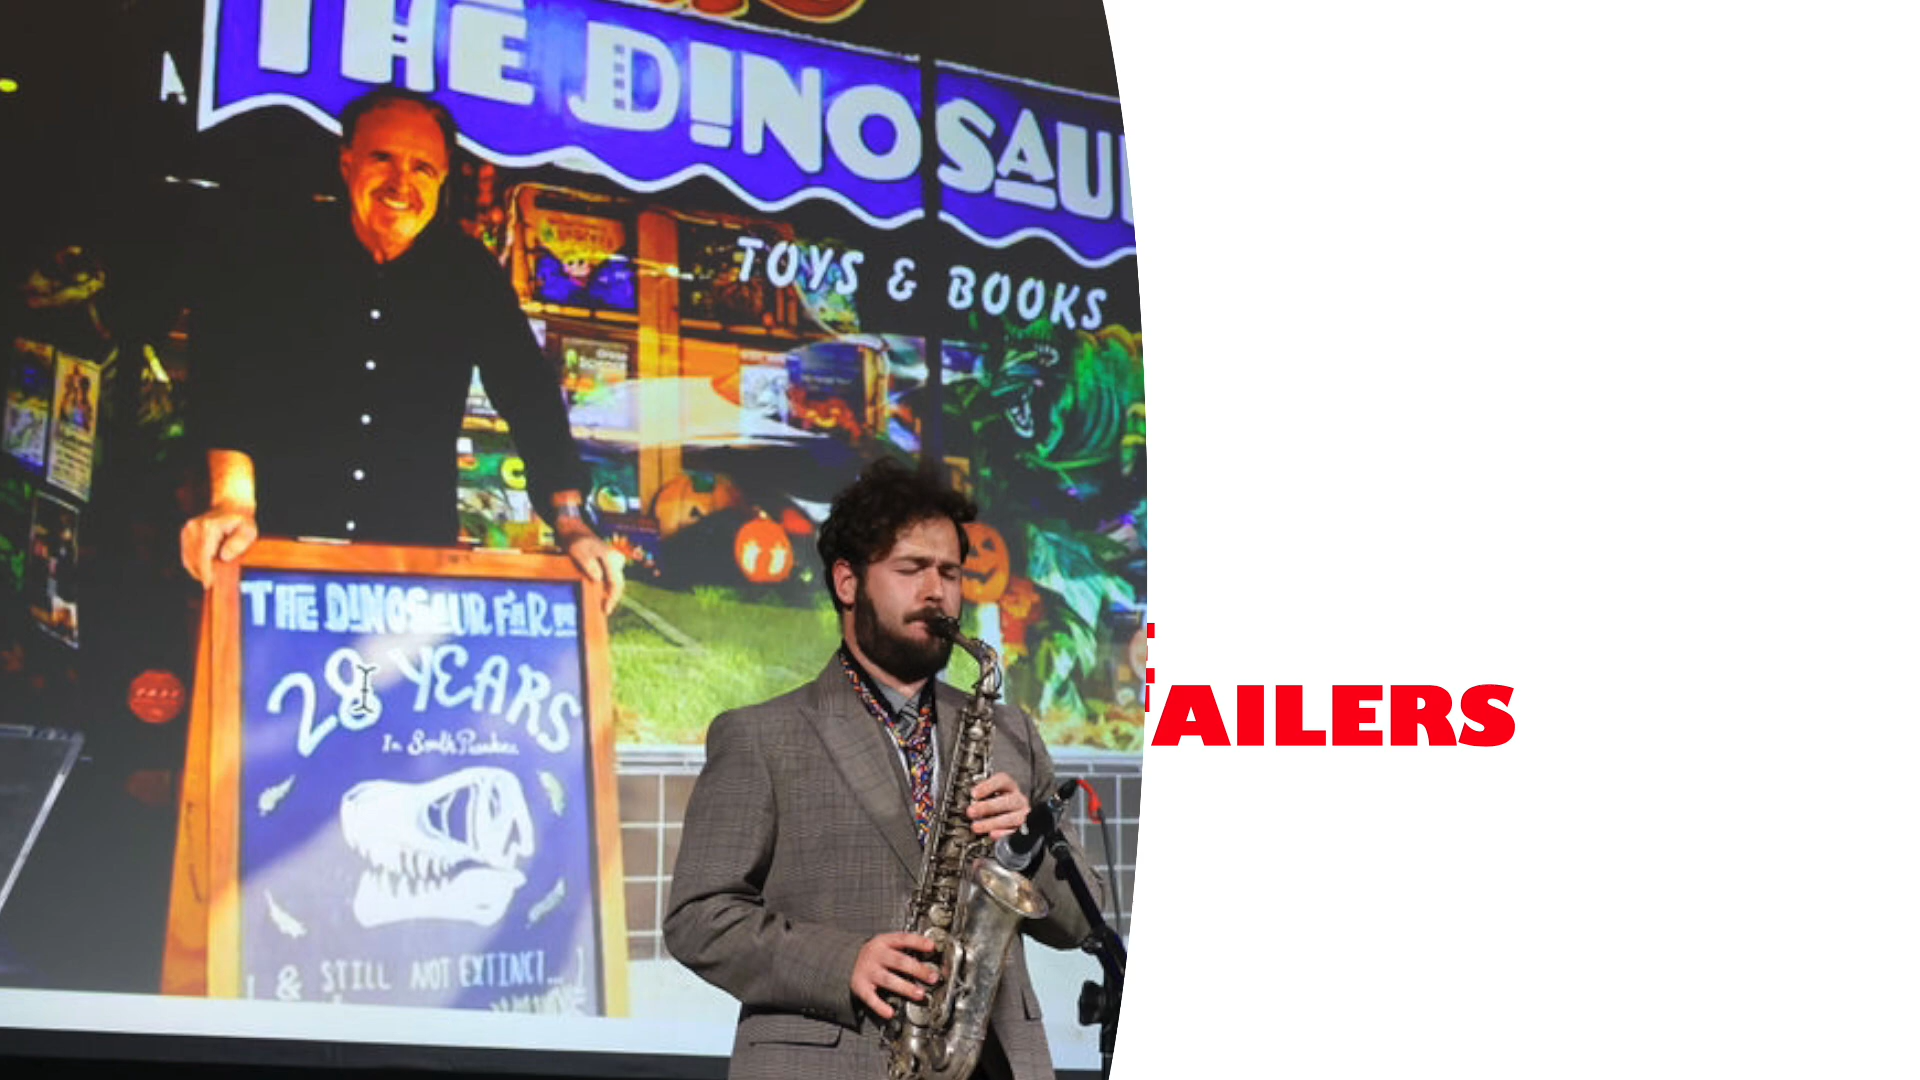 THE DINOSAU
TOYS & BOOKS
THE DINOSAUR FARM
28 YEARS
In South Pasadena
& STILL NOT EXTINCT...
AILERS